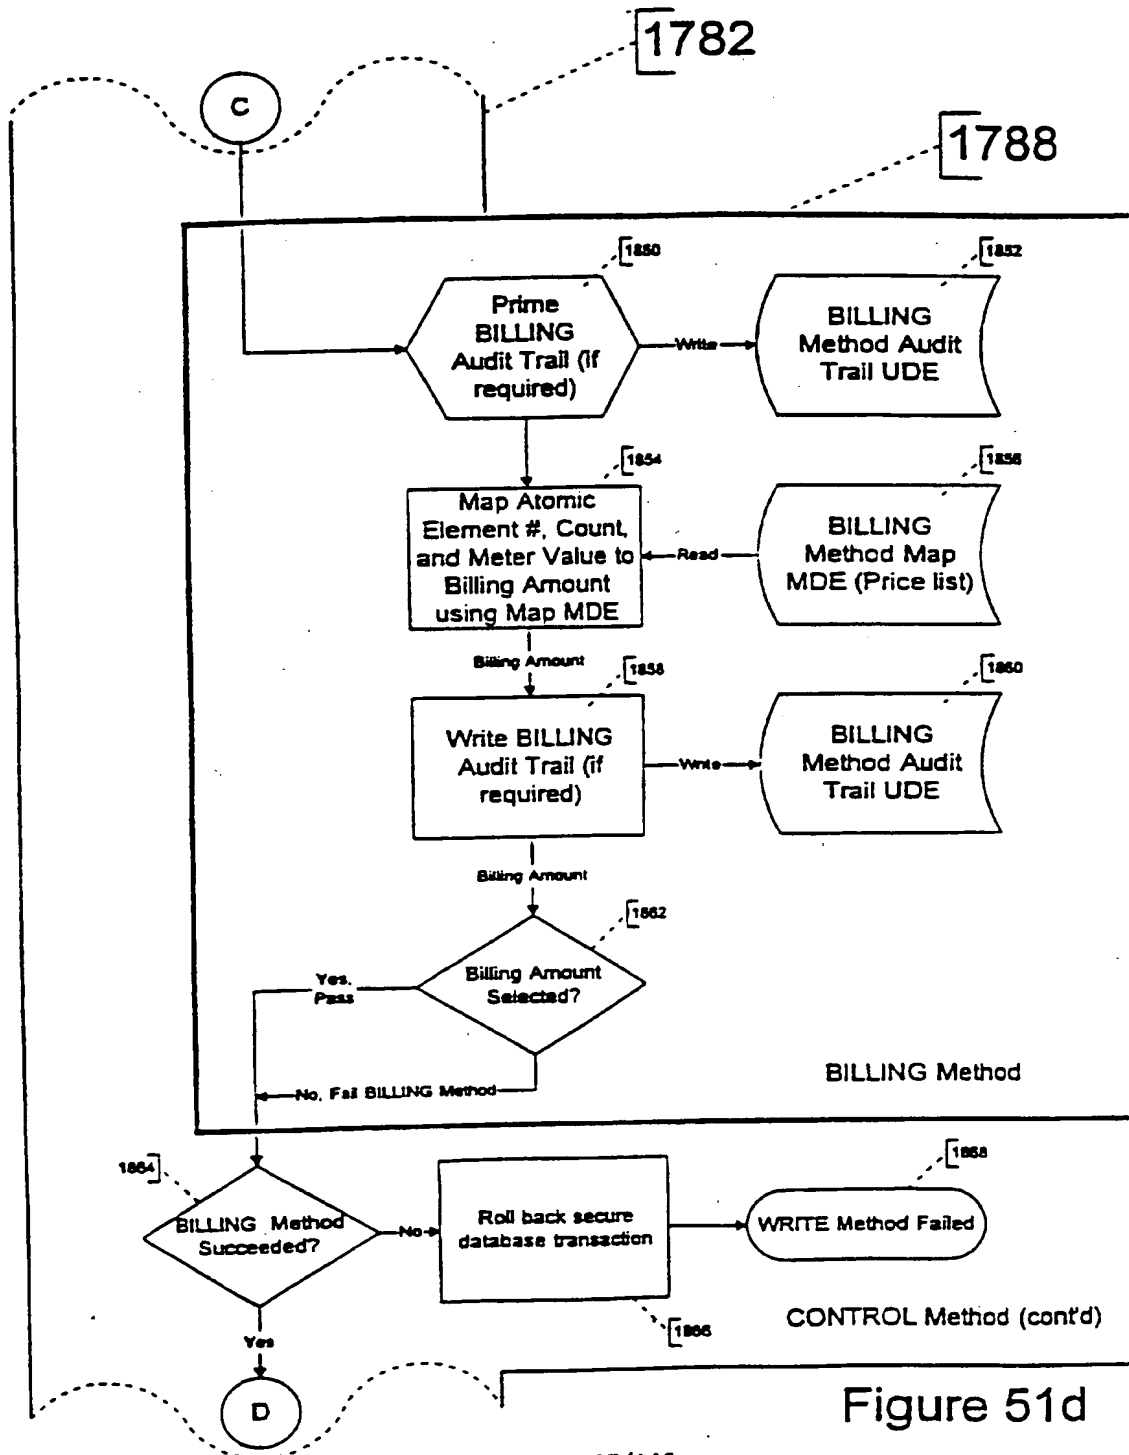 1782
C
1788
1850
Prime
BILLING
Audit Trail (if
required)
Write
1852
BILLING
Method Audit
Trail UDE
1854
Map Atomic
Element #, Count,
and Meter Value to
Billing Amount
using Map MDE
Read
1856
BILLING
Method Map
MDE (Price list)
Billing Amount
1858
Write BILLING
Audit Trail (if
required)
Write
1860
BILLING
Method Audit
Trail UDE
Billing Amount
1862
Billing Amount
Selected?
Yes,
Pass
No, Fail BILLING Method
BILLING Method
1864
BILLING Method
Succeeded?
No
Roll back secure
database transaction
1866
1868
WRITE Method Failed
Yes
CONTROL Method (cont'd)
D
Figure 51d